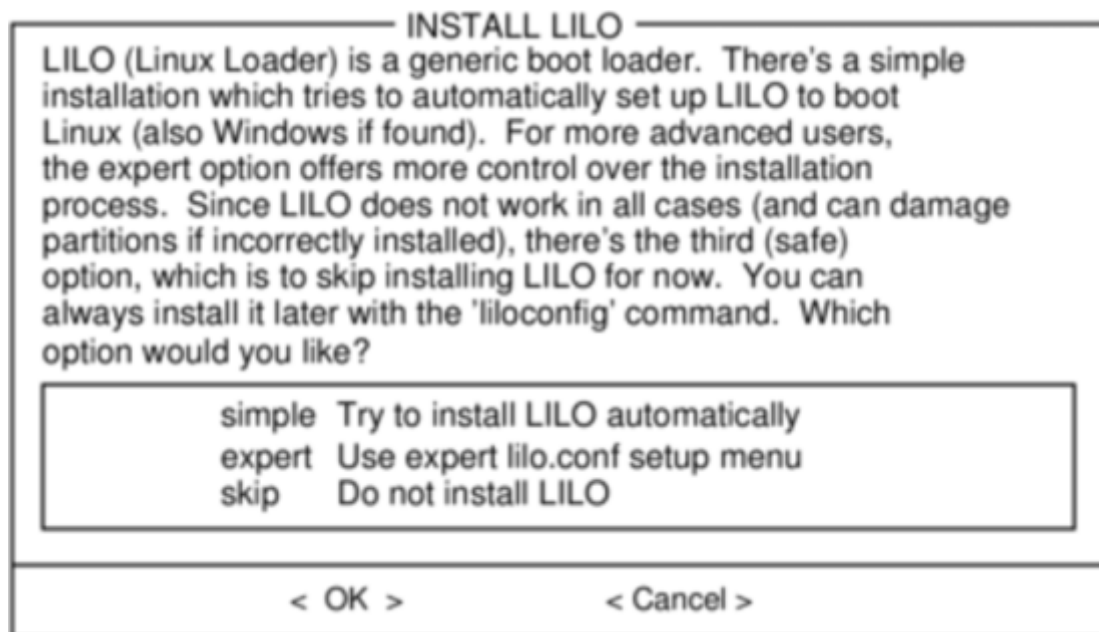 INSTALL LILO
LILO (Linux Loader) is a generic boot loader.  There's a simple
installation which tries to automatically set up LILO to boot
Linux (also Windows if found).  For more advanced users,
the expert option offers more control over the installation
process.  Since LILO does not work in all cases (and can damage
partitions if incorrectly installed), there's the third (safe)
option, which is to skip installing LILO for now.  You can
always install it later with the 'liloconfig' command.  Which
option would you like?
simple  Try to install LILO automatically
expert  Use expert lilo.conf setup menu
skip  Do not install LILO
< OK >  < Cancel >